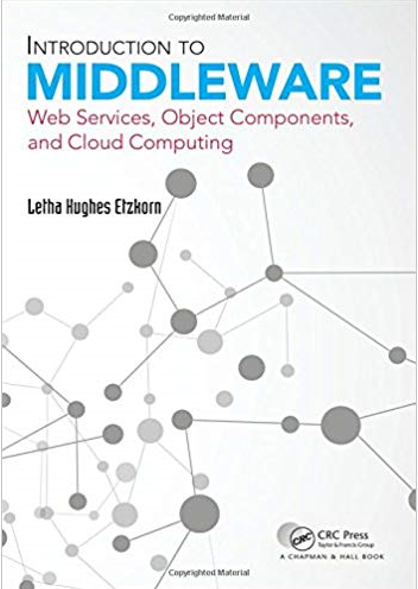 Copyrighted Material
INTRODUCTION TO
MIDDLEWARE
Web Services, Object Components,
and Cloud Computing
Letha Hughes Etzkorn
CRC
CRC Press
Taylor & Francis Group
A CHAPMAN & HALL BOOK
Copyrighted Material